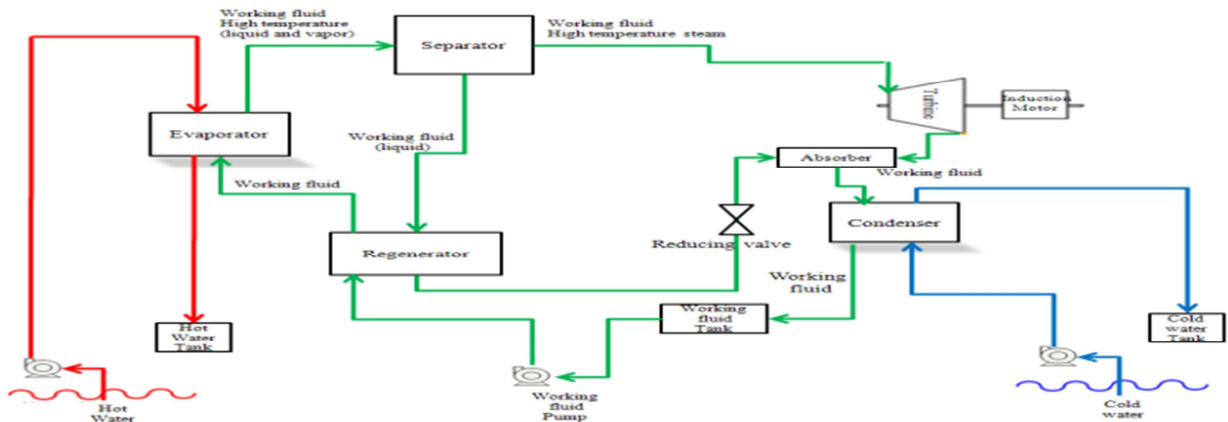 Working fluid
High temperature
(liquid and vapor)
Separator
Working fluid
High temperature steam
Turbine
Induction
Motor
Evaporator
Working fluid
(liquid)
Absorber
Working fluid
Working fluid
Condenser
Regenerator
Reducing valve
Working
fluid
Working
fluid
Tank
Hot
Water
Tank
Cold
water
Tank
Working
fluid
Pump
Hot
Water
Cold
water